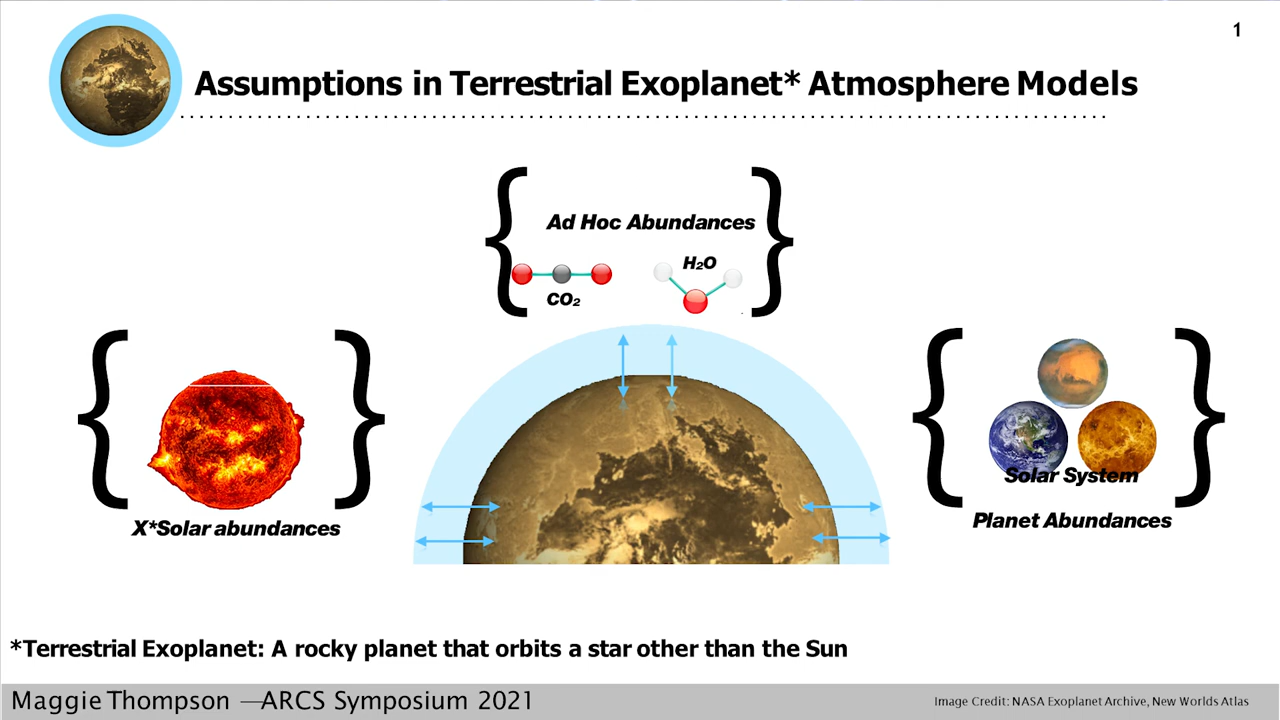 1
Assumptions in Terrestrial Exoplanet* Atmosphere Models
Ad Hoc Abundances
H₂O
CO₂
X*Solar abundances
Solar System
Planet Abundances
*Terrestrial Exoplanet: A rocky planet that orbits a star other than the Sun
Maggie Thompson —ARCS Symposium 2021
Image Credit: NASA Exoplanet Archive, New Worlds Atlas